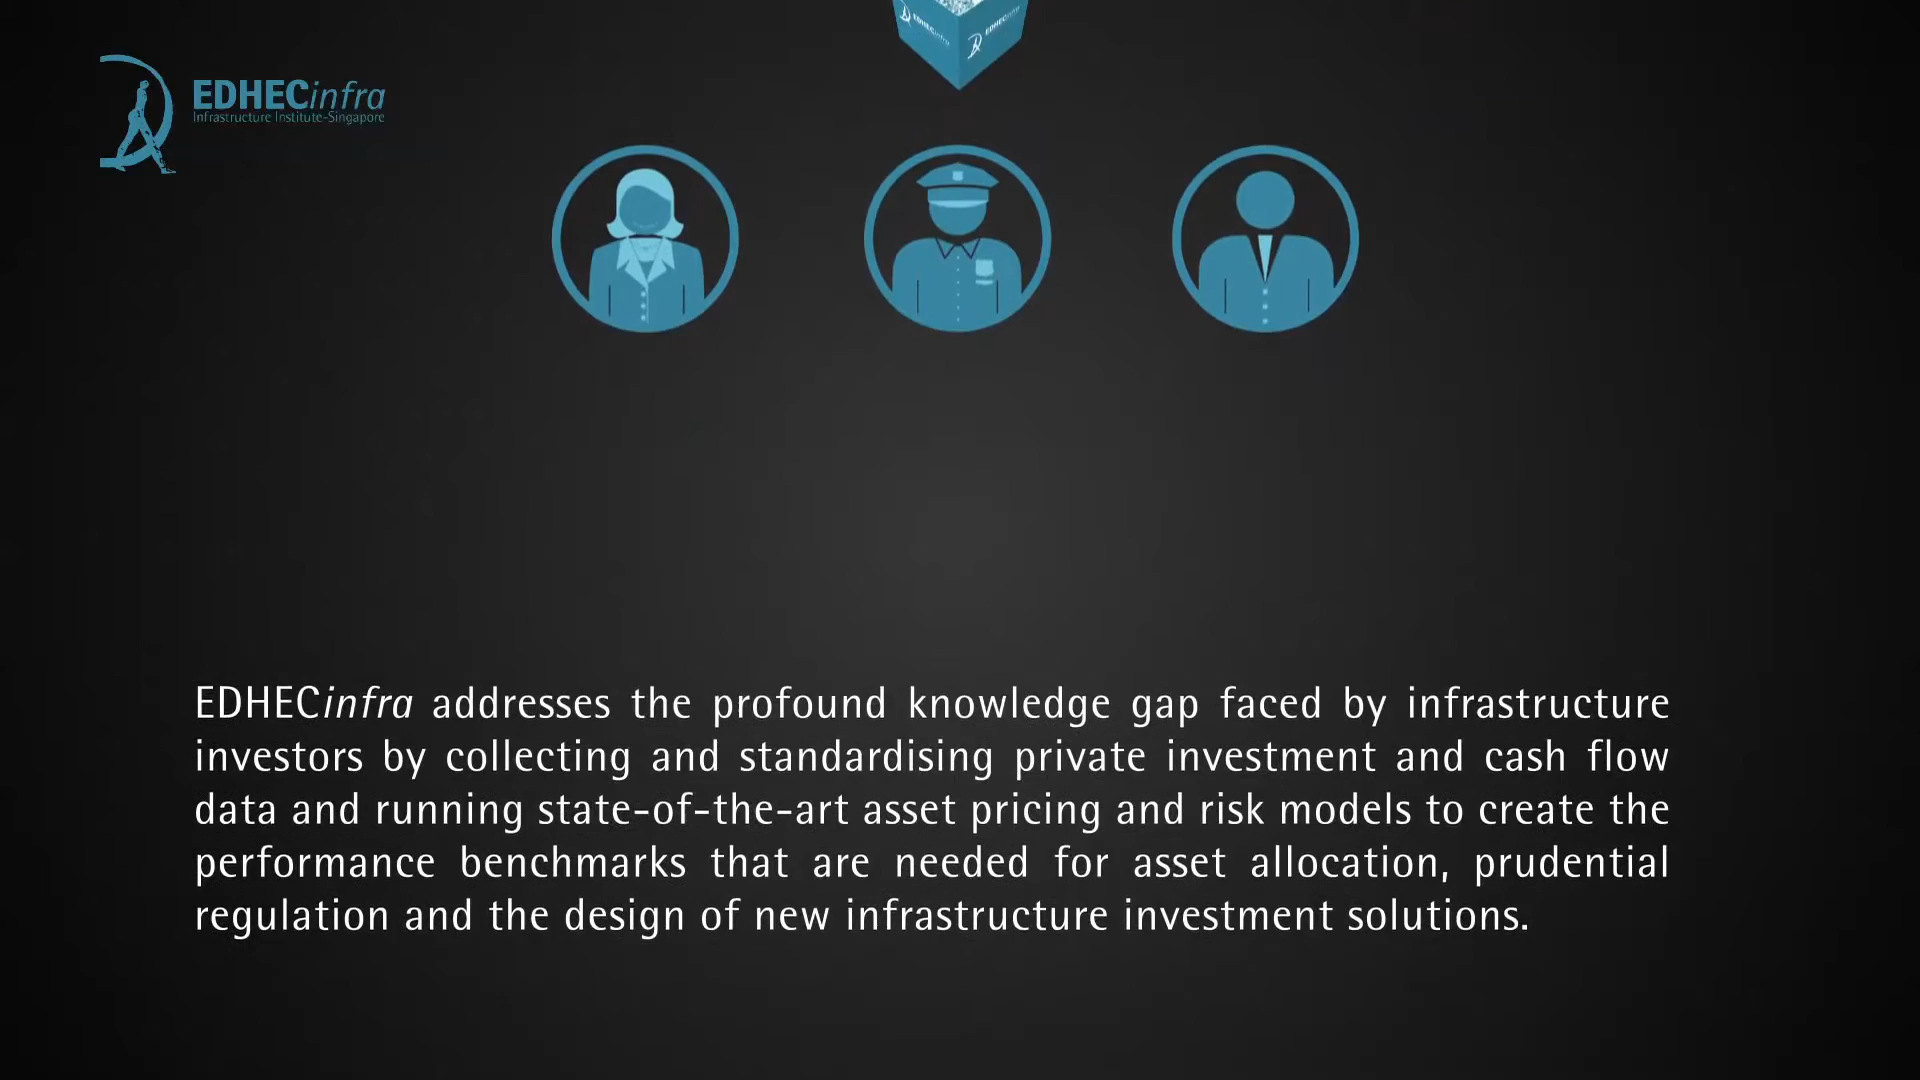 EDHECinfra
EDHECinfra
EDHECinfra
Infrastructure Institute-Singapore
EDHECinfra addresses the profound knowledge gap faced by infrastructure
investors by collecting and standardising private investment and cash flow
data and running state-of-the-art asset pricing and risk models to create the
performance benchmarks that are needed for asset allocation, prudential
regulation and the design of new infrastructure investment solutions.